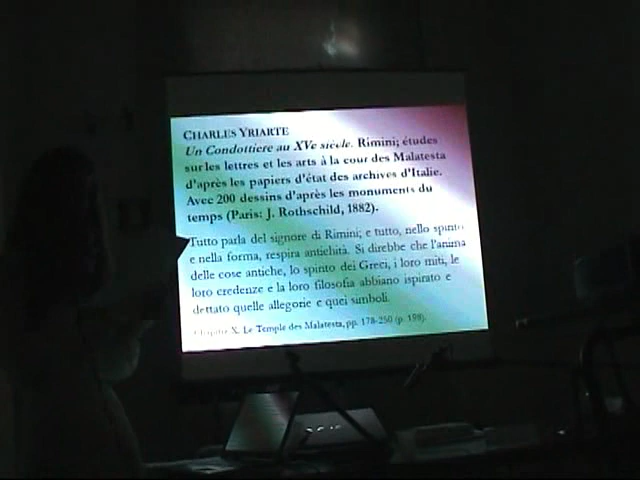 CHARLES YRIARTE
Un Condottiere au XVe siècle. Rimini; études
sur les lettres et les arts à la cour des Malatesta
d'après les papiers d'état des archives d'Italie.
Avec 200 dessins d'après les monuments du
temps (Paris: J. Rothschild, 1882).
Tutto parla del signore di Rimini; e tutto, nello spirito
e nella forma, respira antichità. Si direbbe che l'anima
delle cose antiche, lo spirito dei Greci, i loro miti, le
loro credenze e la loro filosofia abbiano ispirato e
dettato quelle allegorie e quei simboli.
Chapitre X. Le Temple des Malatesta, pp. 178-250 (p. 198).